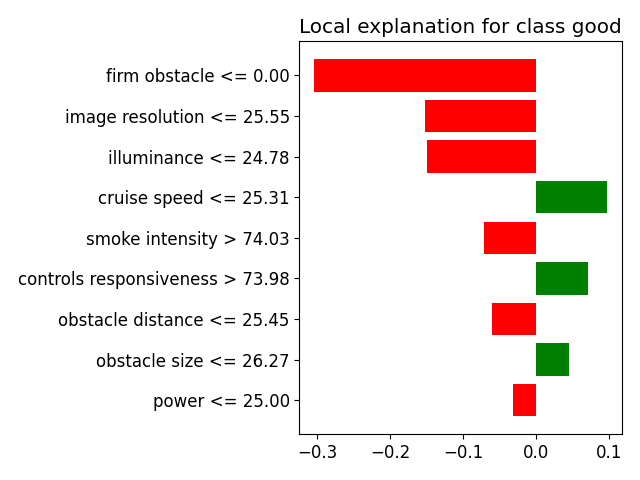 Local explanation for class good
firm obstacle <= 0.00
image resolution <= 25.55
illuminance <= 24.78
cruise speed <= 25.31
smoke intensity > 74.03
controls responsiveness > 73.98
obstacle distance <= 25.45
obstacle size <= 26.27
power <= 25.00
−0.3 −0.2 −0.1 0.0 0.1